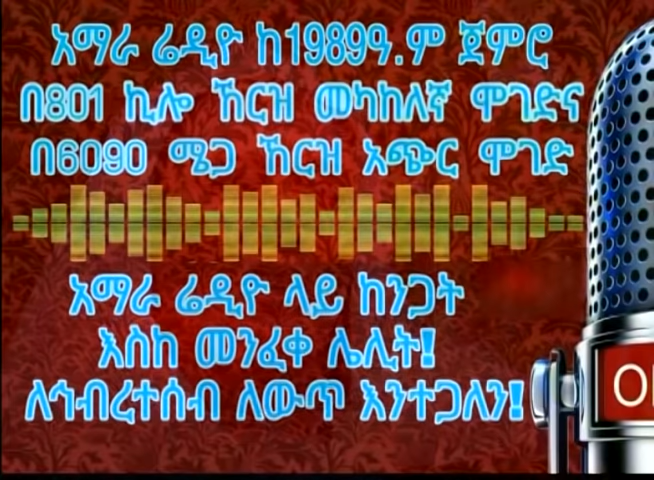 አማራ ሬዲዮ ከ1989ዓ.ም ጀምሮ
በ801 ኪሎ ኸርዝ መካከለኛ ሞገድና
በ6090 ሜጋ ኸርዝ አጭር ሞገድ
አማራ ሬዲዮ ላይ ከንጋት
እስከ መንፈቀ ሌሊት!
ለኅብረተሰብ ለውጥ እንተጋለን!